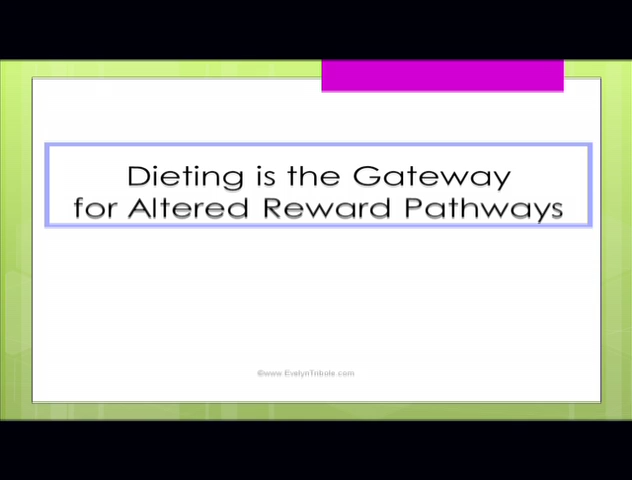 Dieting is the Gateway
for Altered Reward Pathways
©www.EvelynTribole.com